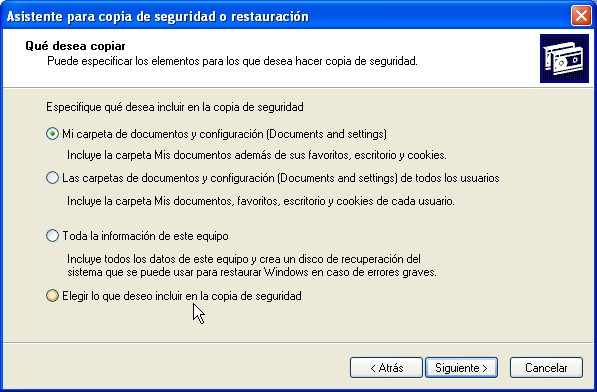 Asistente para copia de seguridad o restauración
Qué desea copiar
Puede especificar los elementos para los que desea hacer copia de seguridad.
Especifique qué desea incluir en la copia de seguridad
Mi carpeta de documentos y configuración (Documents and settings)
Incluye la carpeta Mis documentos además de sus favoritos, escritorio y cookies.
Las carpetas de documentos y configuración (Documents and settings) de todos los usuarios
Incluye la carpeta Mis documentos, favoritos, escritorio y cookies de cada usuario.
Toda la información de este equipo
Incluye todos los datos de este equipo y crea un disco de recuperación del
sistema que se puede usar para restaurar Windows en caso de errores graves.
Elegir lo que deseo incluir en la copia de seguridad
< Atrás
Siguiente >
Cancelar